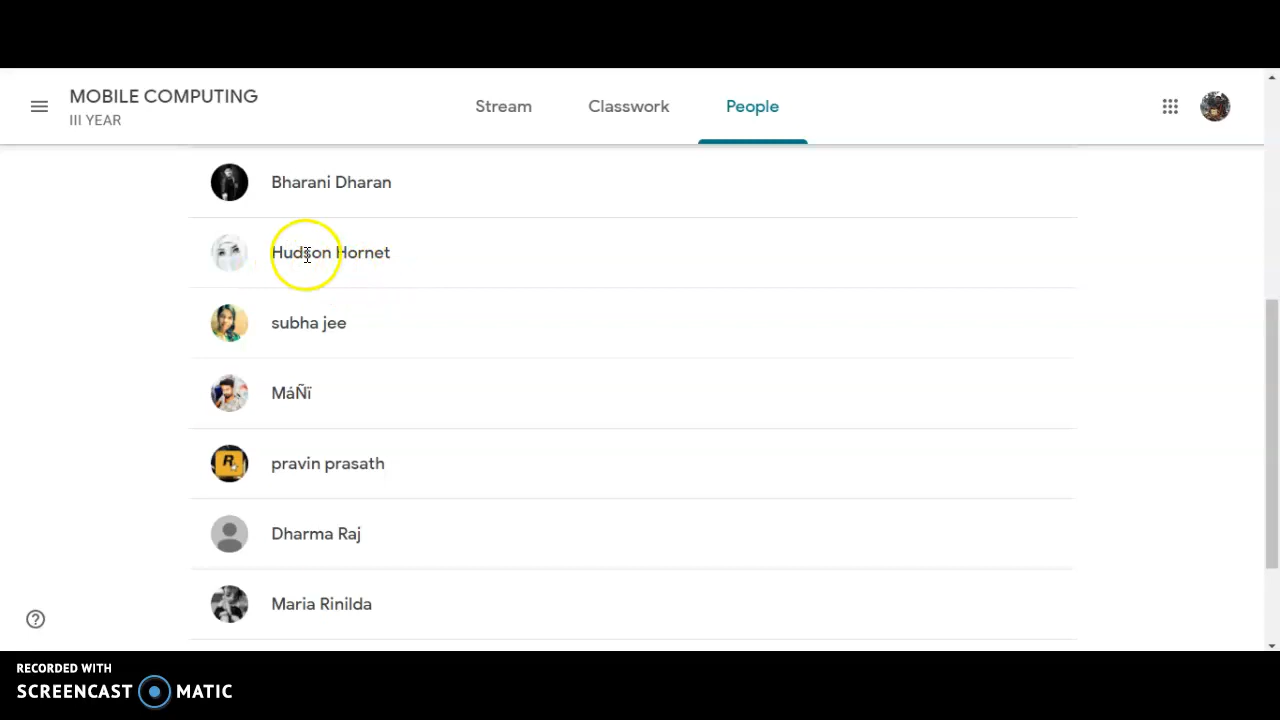 MOBILE COMPUTING
III YEAR
Stream
Classwork
People
Bharani Dharan
Hudson Hornet
subha jee
MáÑï
R
pravin prasath
Dharma Raj
Maria Rinilda
RECORDED WITH
SCREENCAST MATIC